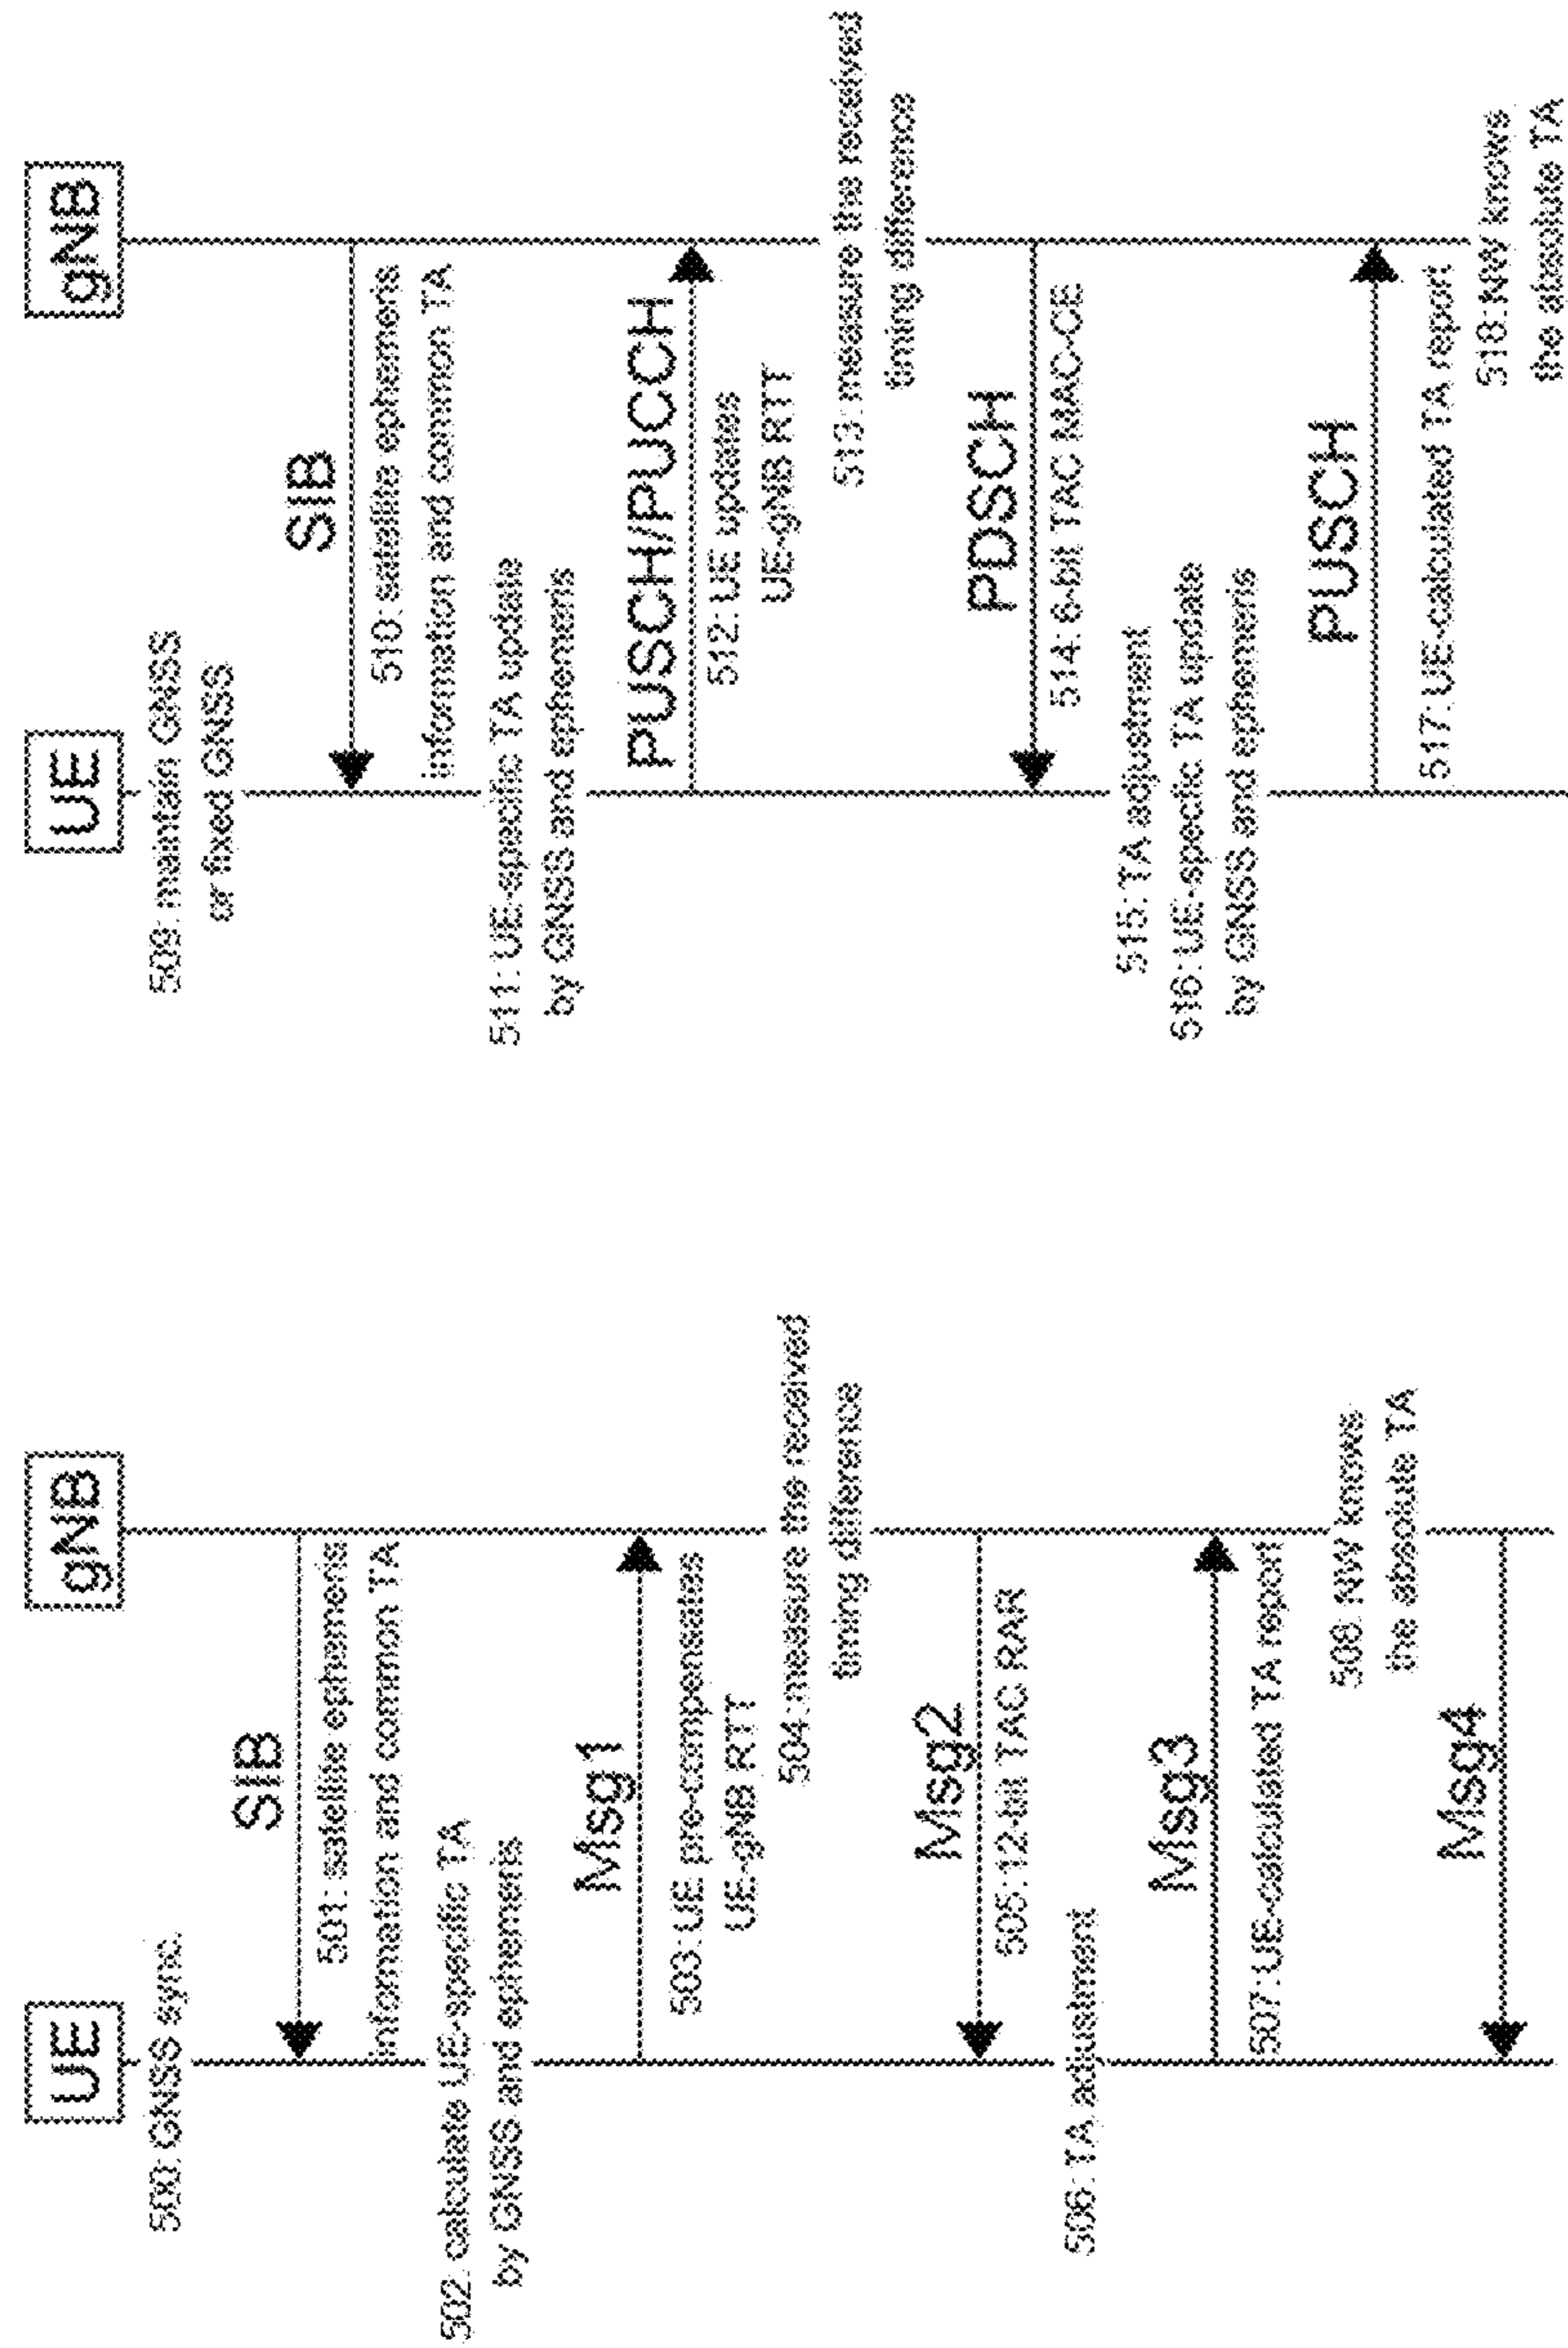 UE
gNB
500: GNSS sync.
SIB
501: satellite ephemeris
information and common TA
502: calculate UE-specific TA
by GNSS and ephemeris
Msg1
503: UE pre-compensates
UE-gNB RTT
504: measure the received
timing difference
Msg2
505: 12-bit TAC RAR
506: TA adjustment
Msg3
507: UE-calculated TA report
508: NW knows
the absolute TA
Msg4
UE
gNB
509: maintain GNSS
or fixed GNSS
SIB
510: satellite ephemeris
information and common TA
511: UE-specific TA update
by GNSS and ephemeris
PUSCH/PUCCH
512: UE updates
UE-gNB RTT
513: measure the received
timing difference
PDSCH
514: 6-bit TAC MAC-CE
515: TA adjustment
516: UE-specific TA update
by GNSS and ephemeris
PUSCH
517: UE-calculated TA report
518: NW knows
the absolute TA